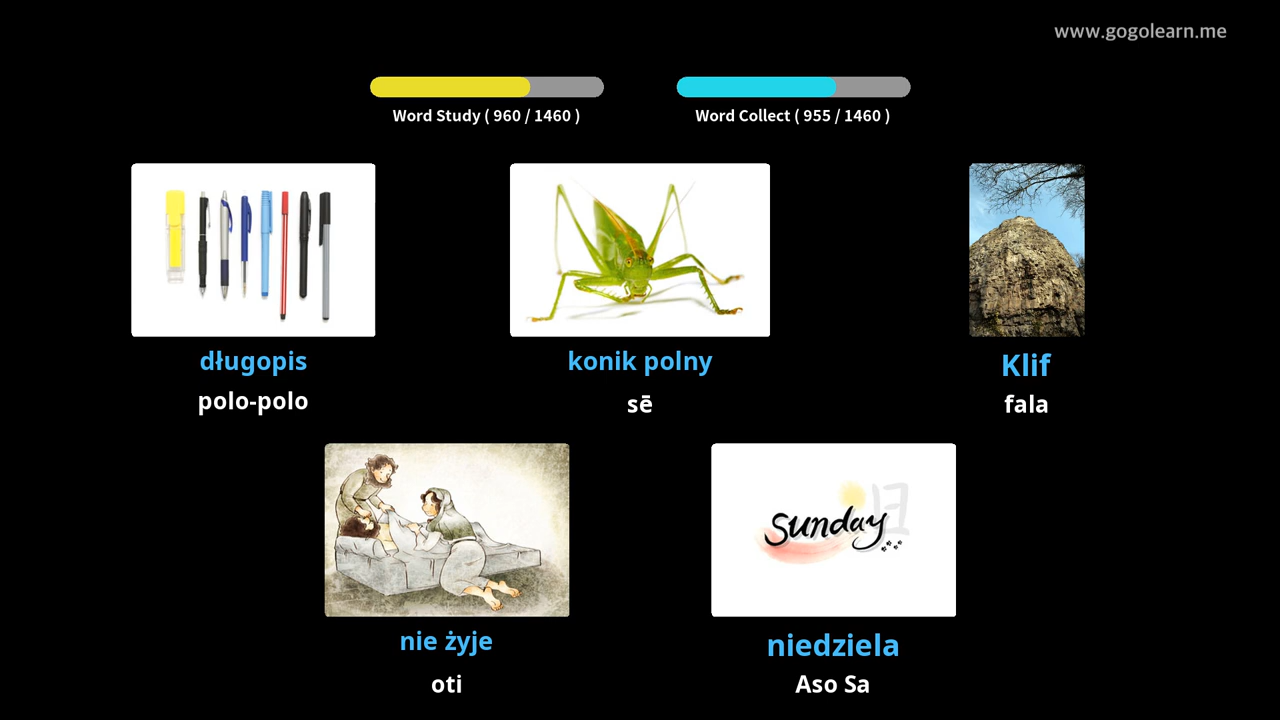 www.gogolearn.me
Word Study ( 960 / 1460 )
Word Collect ( 955 / 1460 )
długopis
polo-polo
konik polny
sē
Klif
fala
nie żyje
oti
Sunday
niedziela
Aso Sa